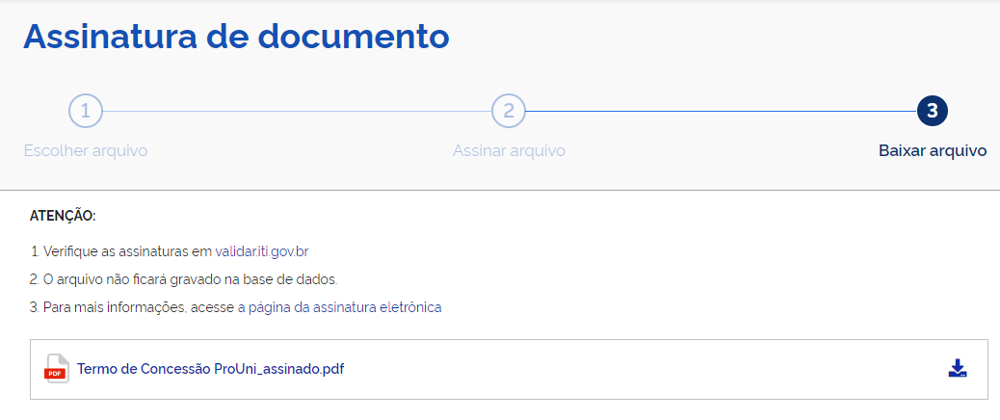 Assinatura de documento
1
2
3
Escolher arquivo
Assinar arquivo
Baixar arquivo
ATENÇÃO:
1. Verifique as assinaturas em validar.iti.gov.br
2. O arquivo não ficará gravado na base de dados.
3. Para mais informações, acesse a página da assinatura eletrônica
PDF
Termo de Concessão ProUni_assinado.pdf